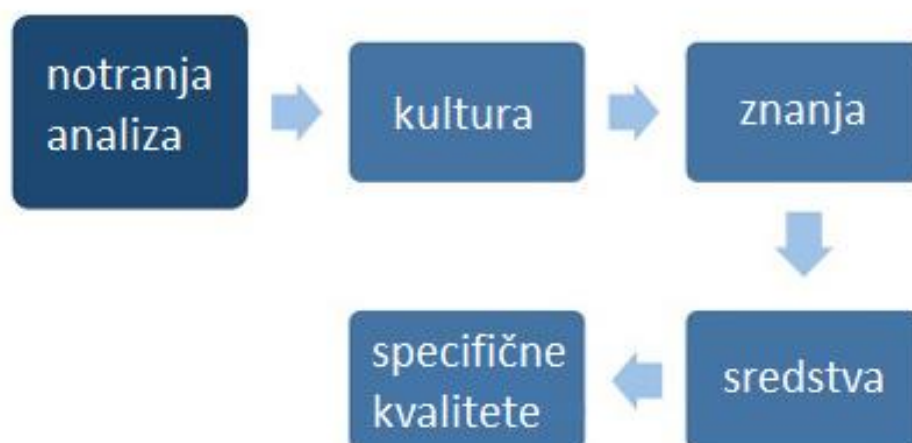 notranja
analiza
kultura
znanja
sredstva
specifične
kvalitete